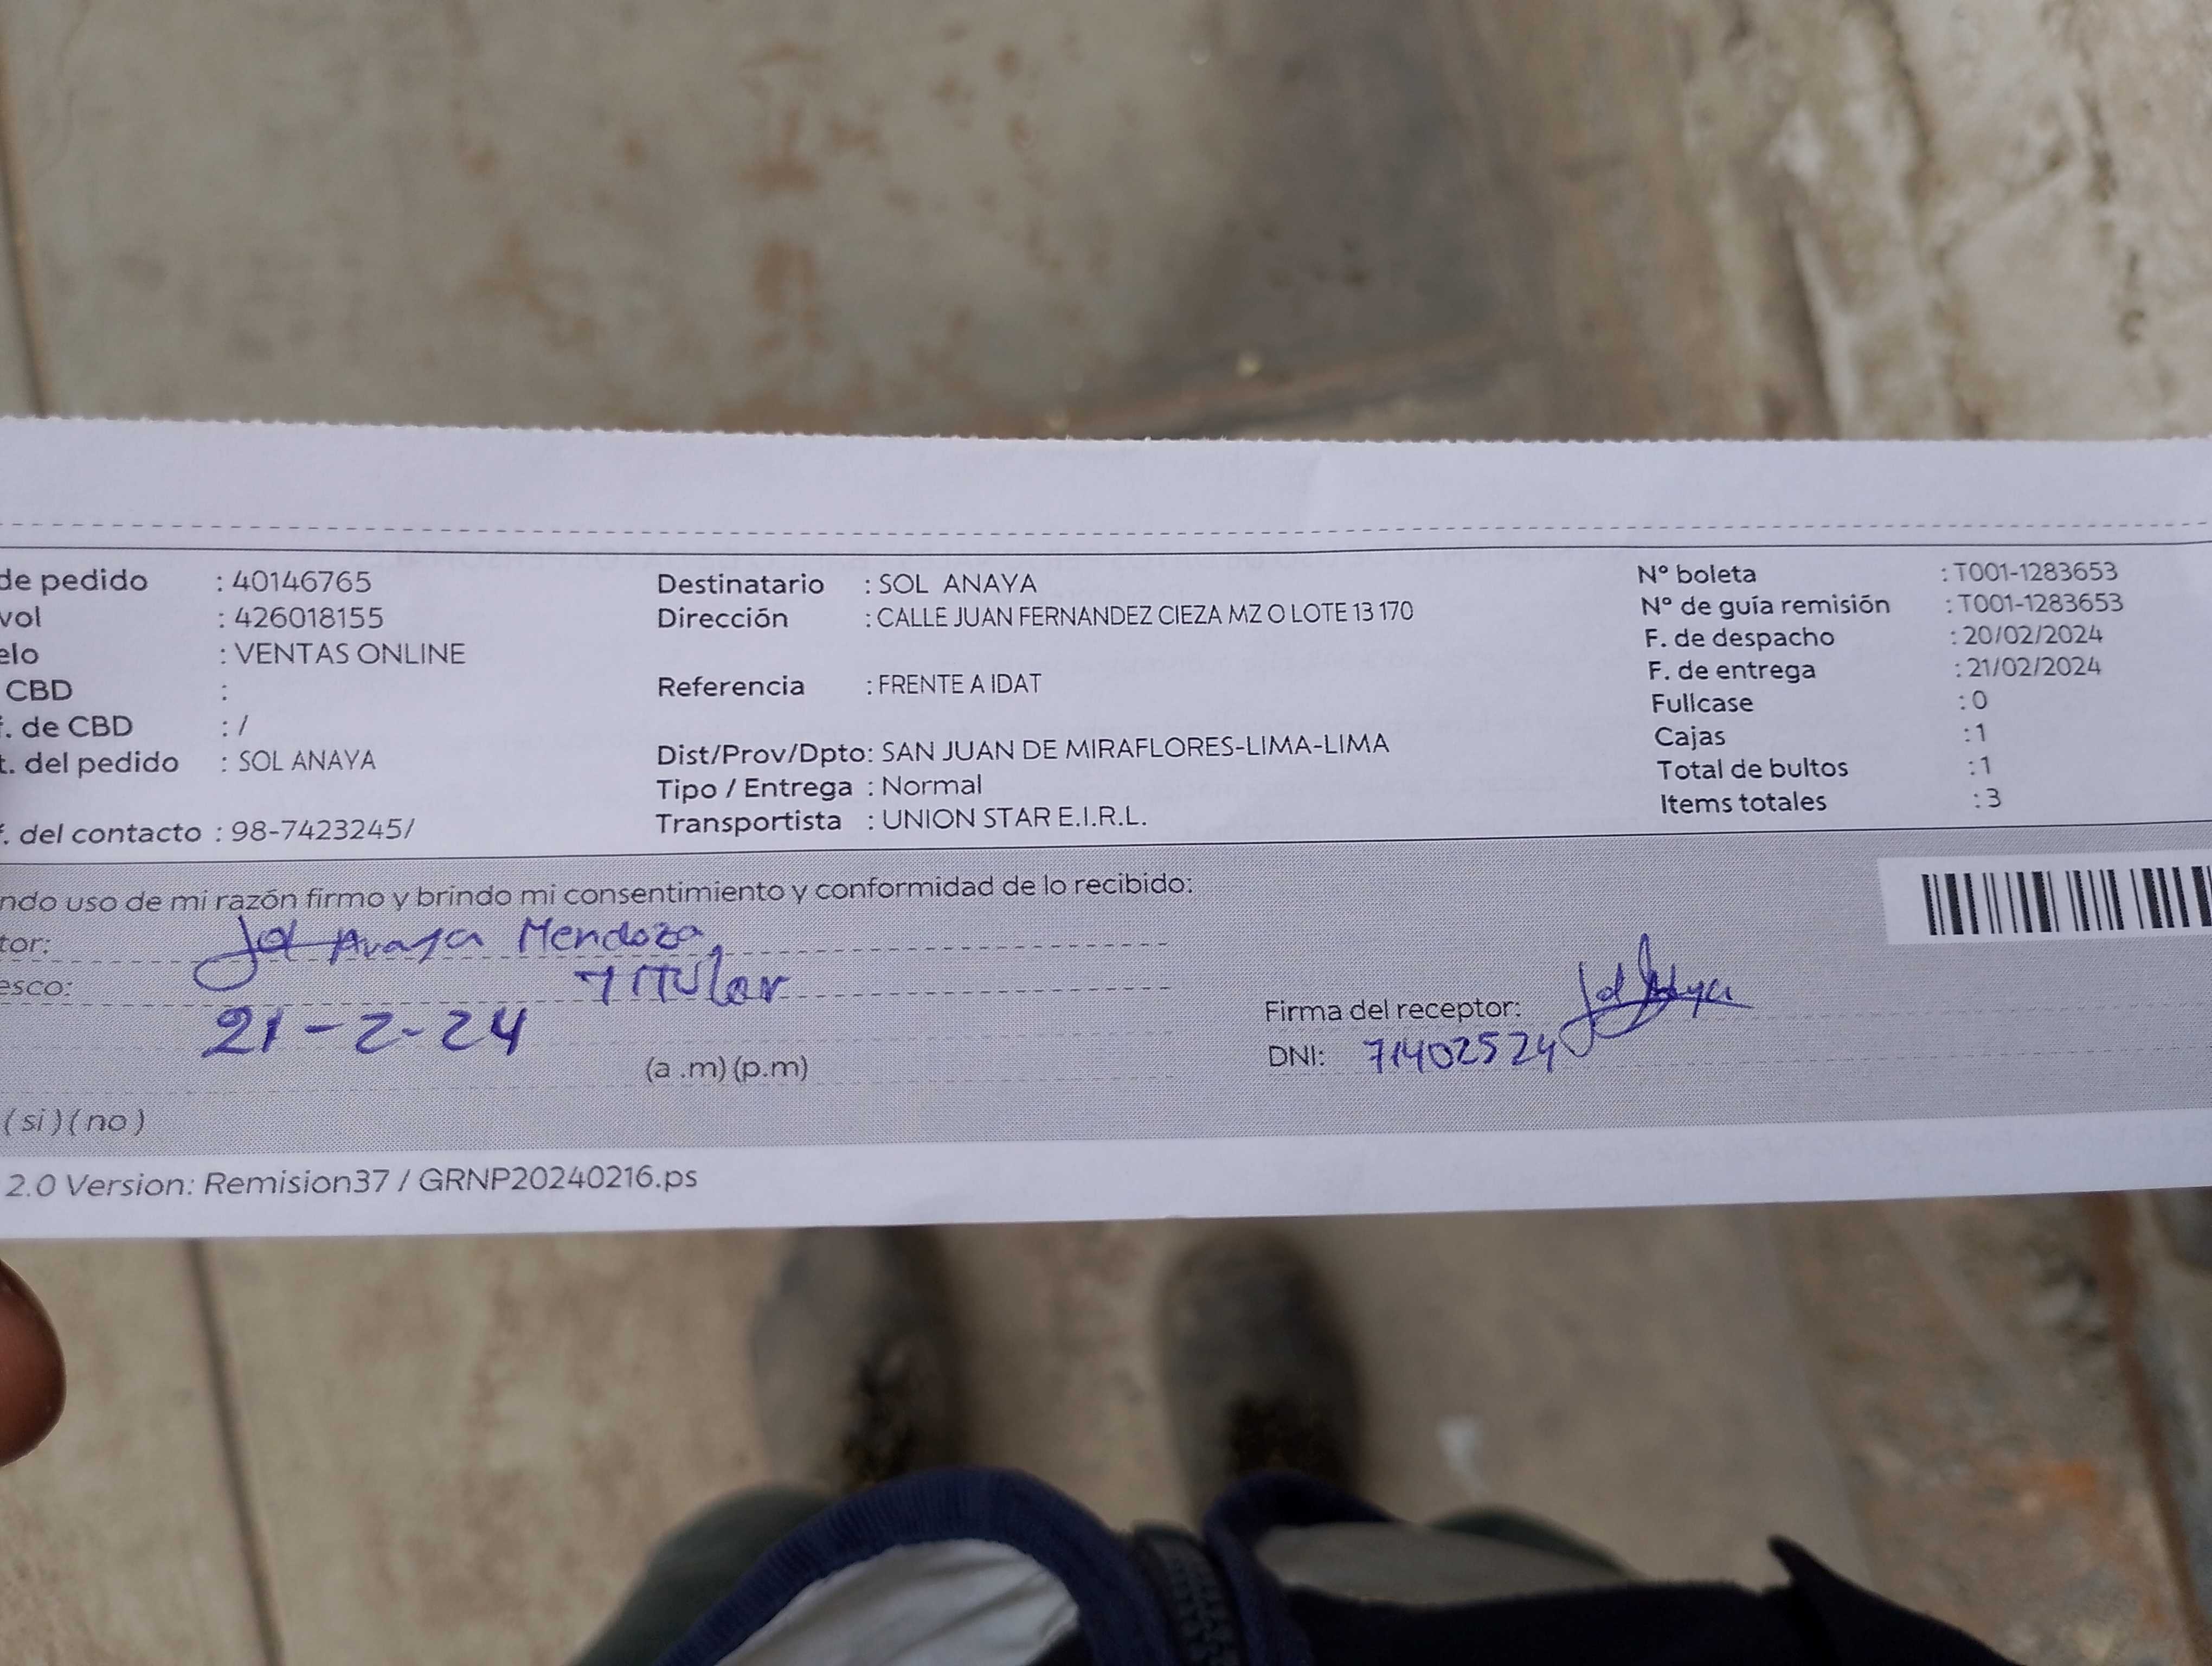 de pedido : 40146765
vol : 426018155
elo : VENTAS ONLINE
CBD :
. de CBD : /
t. del pedido : SOL ANAYA
. del contacto : 98-7423245/
Destinatario : SOL ANAYA
Dirección : CALLE JUAN FERNANDEZ CIEZA MZ O LOTE 13 170
Referencia : FRENTE A IDAT
Dist/Prov/Dpto: SAN JUAN DE MIRAFLORES-LIMA-LIMA
Tipo / Entrega : Normal
Transportista : UNION STAR E.I.R.L.
Nº boleta : T001-1283653
Nº de guía remisión : T001-1283653
F. de despacho : 20/02/2024
F. de entrega : 21/02/2024
Fullcase : 0
Cajas : 1
Total de bultos : 1
Items totales : 3
ndo uso de mi razón firmo y brindo mi consentimiento y conformidad de lo recibido:
tor: Sol Anaya Mendoza
esco: TITULar
21-2-24
(a .m) (p.m)
Firma del receptor: Sol Anaya
DNI: 71402524
( si ) ( no )
2.0 Version: Remision37 / GRNP20240216.ps